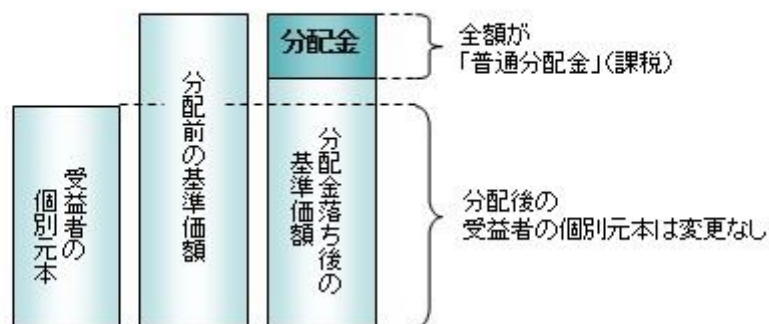 受益者の
個別元本
分配前の基準価額
分配金
分配金落ち後の
基準価額
全額が
「普通分配金」(課税)
分配後の
受益者の個別元本は変更なし